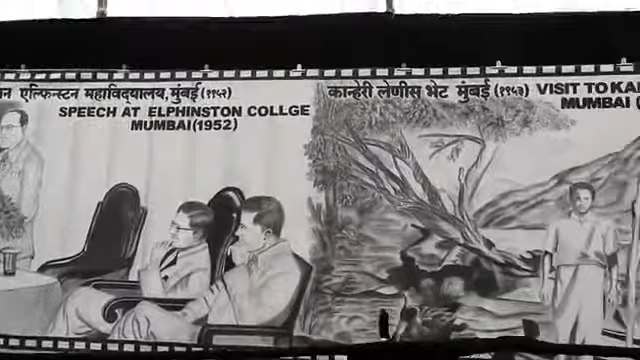 एल्फिन्स्टन महाविद्यालय, मुंबई (१९५२)
SPEECH AT ELPHINSTON COLLGE
MUMBAI (1952)
कान्हेरी लेणीस भेट मुंबई (१९५३) VISIT TO KA
MUMBAI (